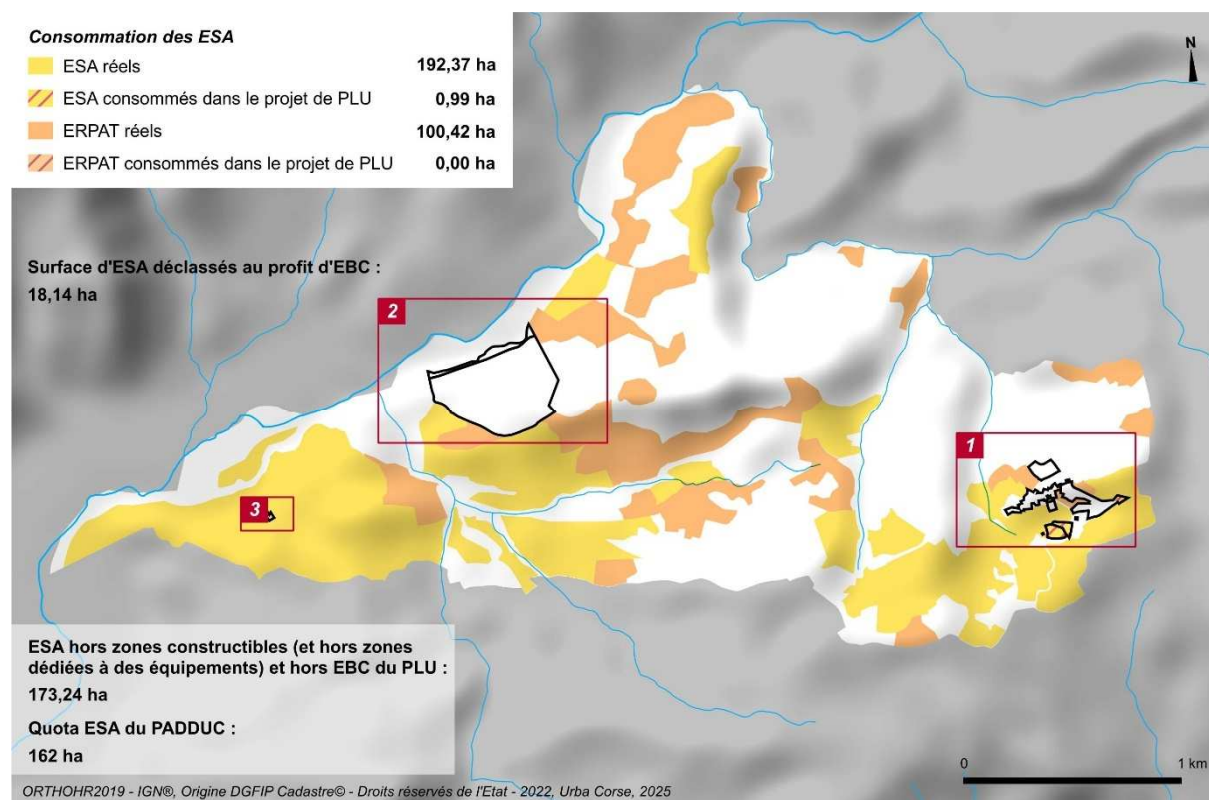 Consommation des ESA
ESA réels 192,37 ha
ESA consommés dans le projet de PLU 0,99 ha
ERPAT réels 100,42 ha
ERPAT consommés dans le projet de PLU 0,00 ha
N
Surface d'ESA déclassés au profit d'EBC :
18,14 ha
2
1
3
ESA hors zones constructibles (et hors zones
dédiées à des équipements) et hors EBC du PLU :
173,24 ha
Quota ESA du PADDUC :
162 ha
0 1 km
ORTHOHR2019 - IGN®, Origine DGFIP Cadastre© - Droits réservés de l'Etat - 2022, Urba Corse, 2025